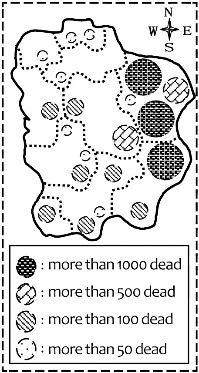 N
W E
S
: more than 1000 dead
: more than 500 dead
: more than 100 dead
: more than 50 dead